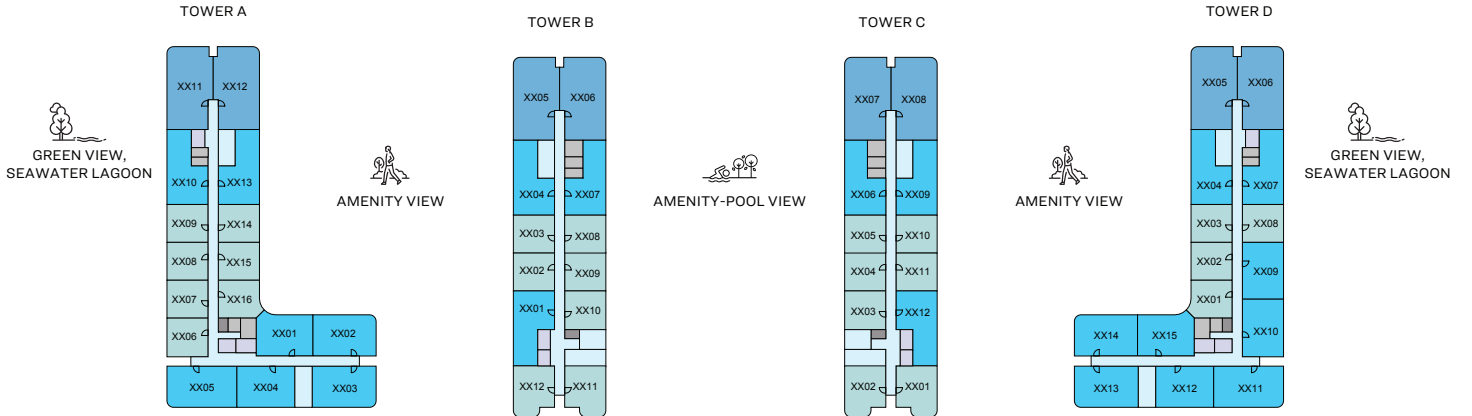 TOWER A
TOWER B
TOWER C
TOWER D
XX11 XX12
XX10 XX13
XX09 XX14
XX08 XX15
XX07 XX16
XX06 XX01 XX02
XX05 XX04 XX03
GREEN VIEW,
SEAWATER LAGOON
AMENITY VIEW
XX05 XX06
XX04 XX07
XX03 XX08
XX02 XX09
XX01 XX10
XX12 XX11
AMENITY-POOL VIEW
XX07 XX08
XX06 XX09
XX05 XX10
XX04 XX11
XX03 XX12
XX02 XX01
AMENITY VIEW
XX05 XX06
XX04 XX07
XX03 XX08
XX02 XX09
XX01
XX14 XX15 XX10
XX13 XX12 XX11
GREEN VIEW,
SEAWATER LAGOON